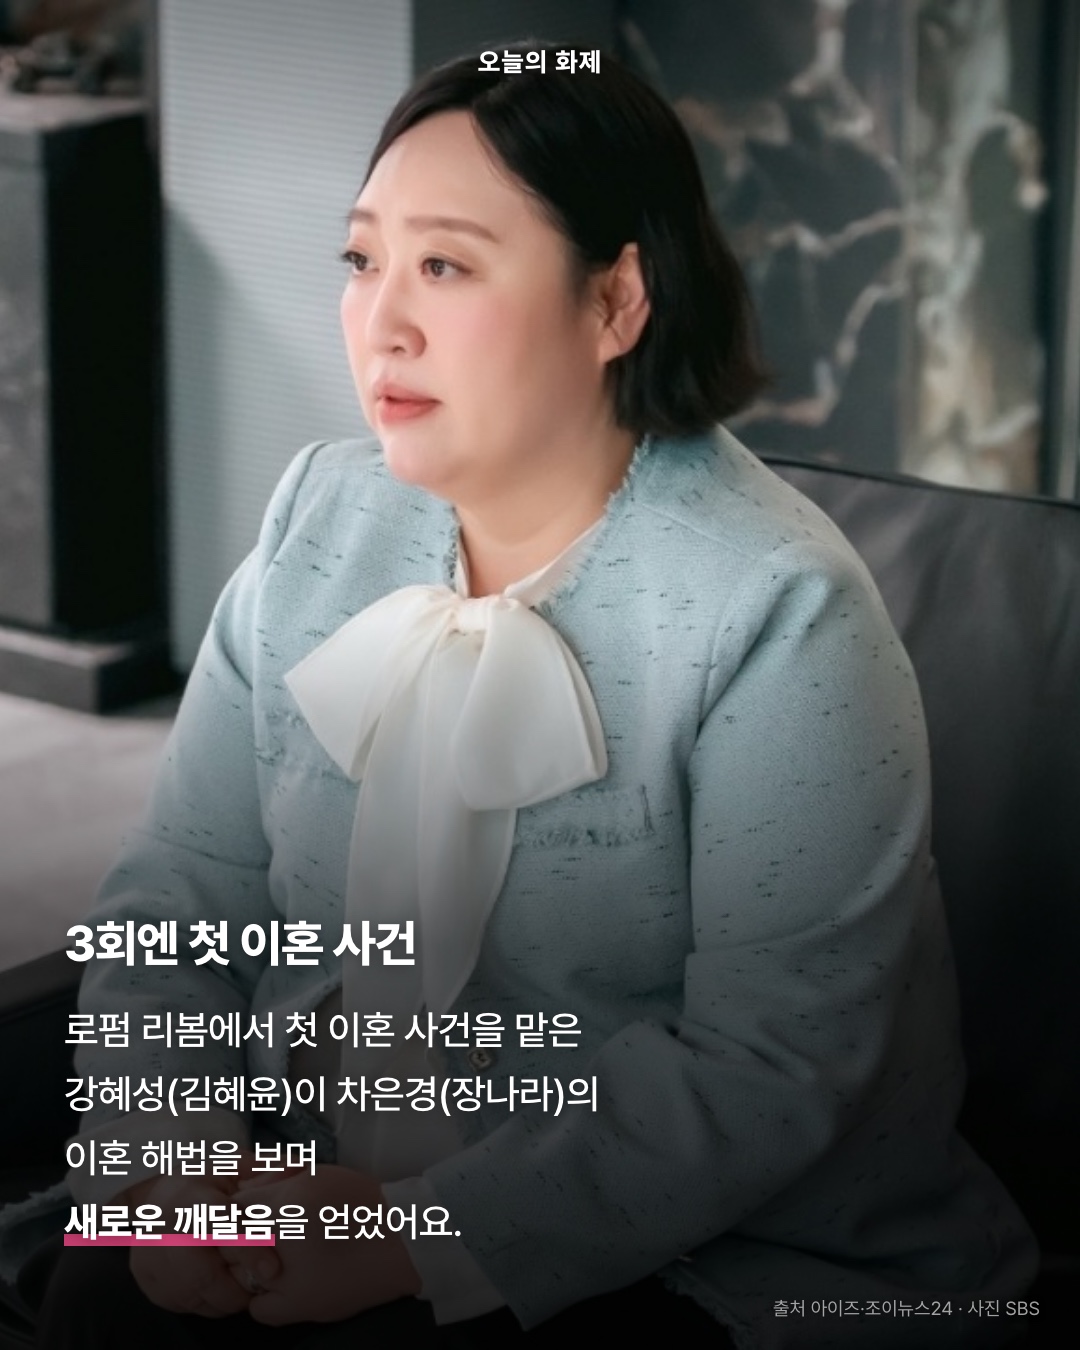 오늘의 화제
3회엔 첫 이혼 사건
로펌 리봄에서 첫 이혼 사건을 맡은
강혜성(김혜윤)이 차은경(장나라)의
이혼 해법을 보며
새로운 깨달음을 얻었어요.
출처 아이즈·조이뉴스24 · 사진 SBS